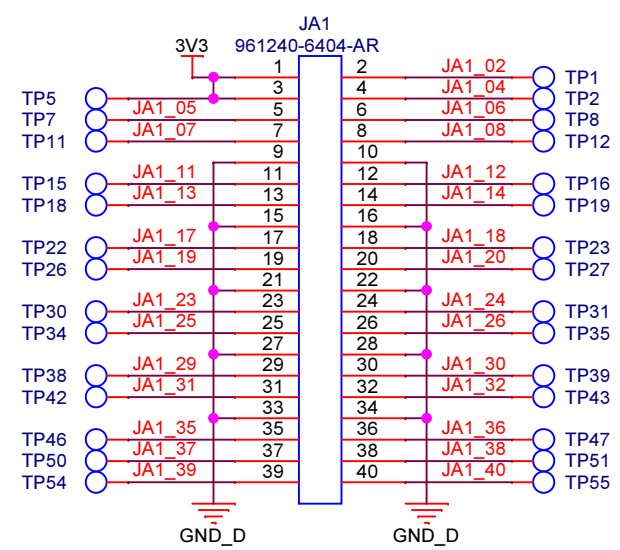 JA1
3V3 961240-6404-AR
1 2 JA1_02 TP1
TP5 3 4 JA1_04 TP2
TP7 JA1_05 5 6 JA1_06 TP8
TP11 JA1_07 7 8 JA1_08 TP12
9 10
TP15 JA1_11 11 12 JA1_12 TP16
TP18 JA1_13 13 14 JA1_14 TP19
15 16
TP22 JA1_17 17 18 JA1_18 TP23
TP26 JA1_19 19 20 JA1_20 TP27
21 22
TP30 JA1_23 23 24 JA1_24 TP31
TP34 JA1_25 25 26 JA1_26 TP35
27 28
TP38 JA1_29 29 30 JA1_30 TP39
TP42 JA1_31 31 32 JA1_32 TP43
33 34
TP46 JA1_35 35 36 JA1_36 TP47
TP50 JA1_37 37 38 JA1_38 TP51
TP54 JA1_39 39 40 JA1_40 TP55
GND_D GND_D